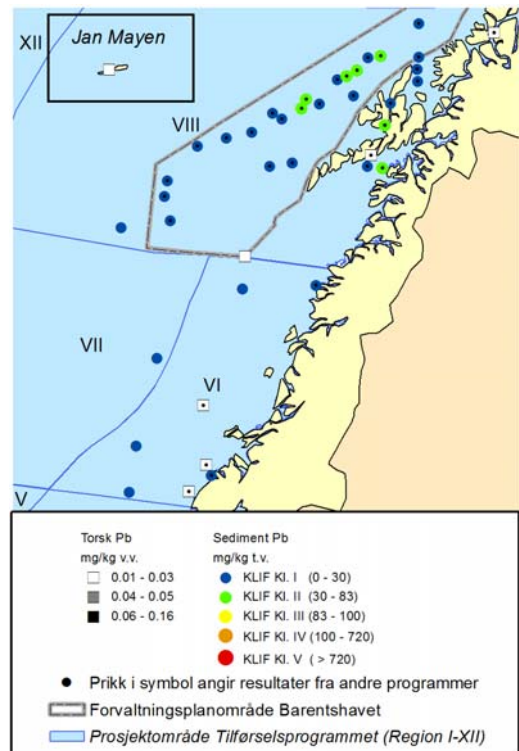 XII
Jan Mayen
VIII
VII
VI
V
Torsk Pb
mg/kg v.v.
0.01 - 0.03
0.04 - 0.05
0.06 - 0.16
Sediment Pb
mg/kg t.v.
KLIF Kl. I (0 - 30)
KLIF Kl. II (30 - 83)
KLIF Kl. III (83 - 100)
KLIF Kl. IV (100 - 720)
KLIF Kl. V ( > 720)
Prikk i symbol angir resultater fra andre programmer
Forvaltningsplanområde Barentshavet
Prosjektområde Tilførselsprogrammet (Region I-XII)